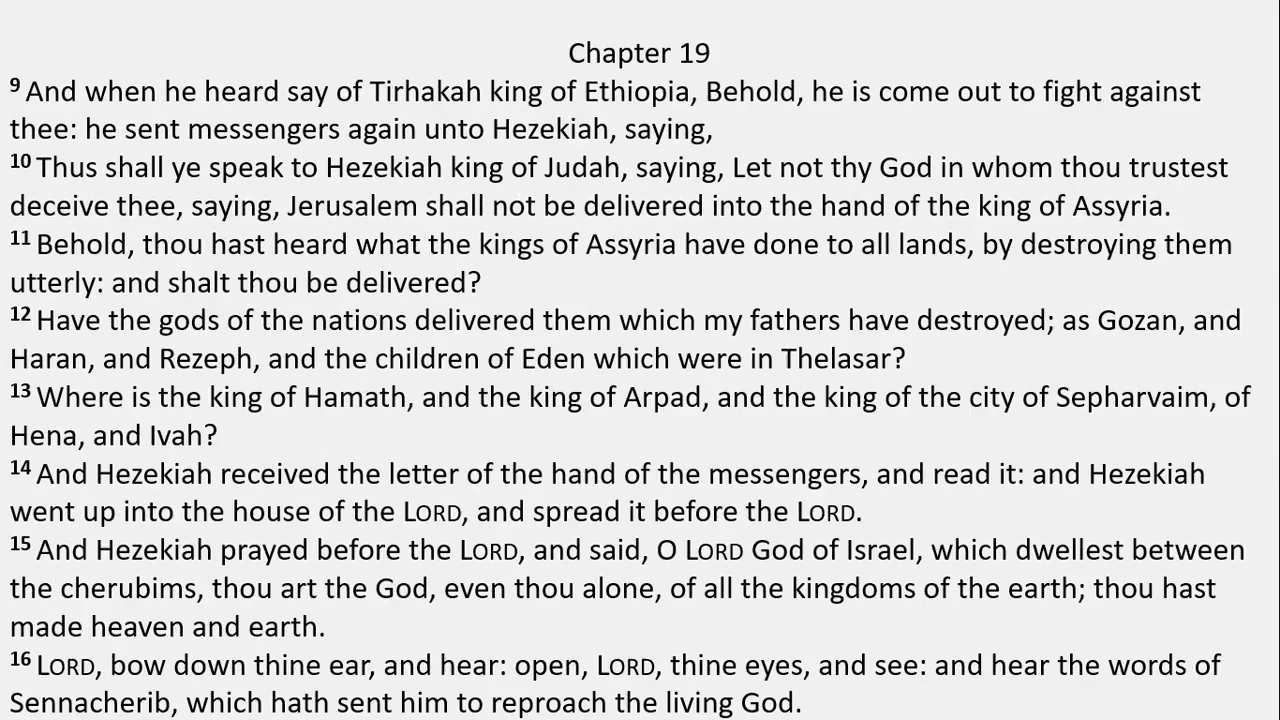 Chapter 19
9 And when he heard say of Tirhakah king of Ethiopia, Behold, he is come out to fight against
thee: he sent messengers again unto Hezekiah, saying,
10 Thus shall ye speak to Hezekiah king of Judah, saying, Let not thy God in whom thou trustest
deceive thee, saying, Jerusalem shall not be delivered into the hand of the king of Assyria.
11 Behold, thou hast heard what the kings of Assyria have done to all lands, by destroying them
utterly: and shalt thou be delivered?
12 Have the gods of the nations delivered them which my fathers have destroyed; as Gozan, and
Haran, and Rezeph, and the children of Eden which were in Thelasar?
13 Where is the king of Hamath, and the king of Arpad, and the king of the city of Sepharvaim, of
Hena, and Ivah?
14 And Hezekiah received the letter of the hand of the messengers, and read it: and Hezekiah
went up into the house of the LORD, and spread it before the LORD.
15 And Hezekiah prayed before the LORD, and said, O LORD God of Israel, which dwellest between
the cherubims, thou art the God, even thou alone, of all the kingdoms of the earth; thou hast
made heaven and earth.
16 LORD, bow down thine ear, and hear: open, LORD, thine eyes, and see: and hear the words of
Sennacherib, which hath sent him to reproach the living God.